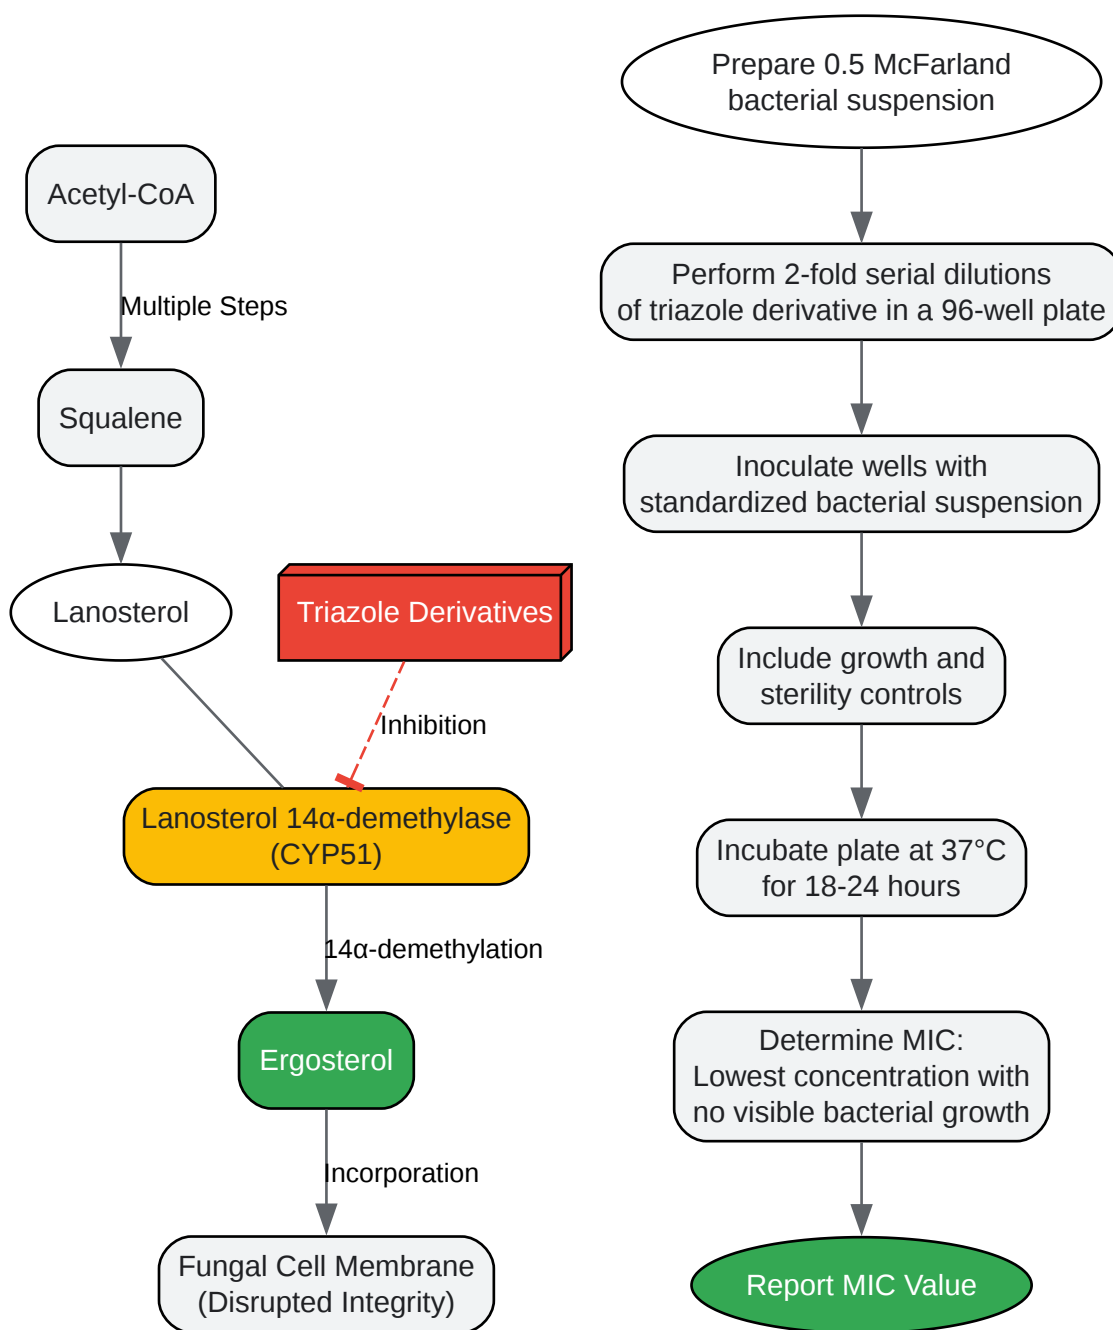 Acetyl-CoA
Multiple Steps
Squalene
Lanosterol
Triazole Derivatives
Inhibition
Lanosterol 14α-demethylase
(CYP51)
14α-demethylation
Ergosterol
Incorporation
Fungal Cell Membrane
(Disrupted Integrity)
Prepare 0.5 McFarland
bacterial suspension
Perform 2-fold serial dilutions
of triazole derivative in a 96-well plate
Inoculate wells with
standardized bacterial suspension
Include growth and
sterility controls
Incubate plate at 37°C
for 18-24 hours
Determine MIC:
Lowest concentration with
no visible bacterial growth
Report MIC Value